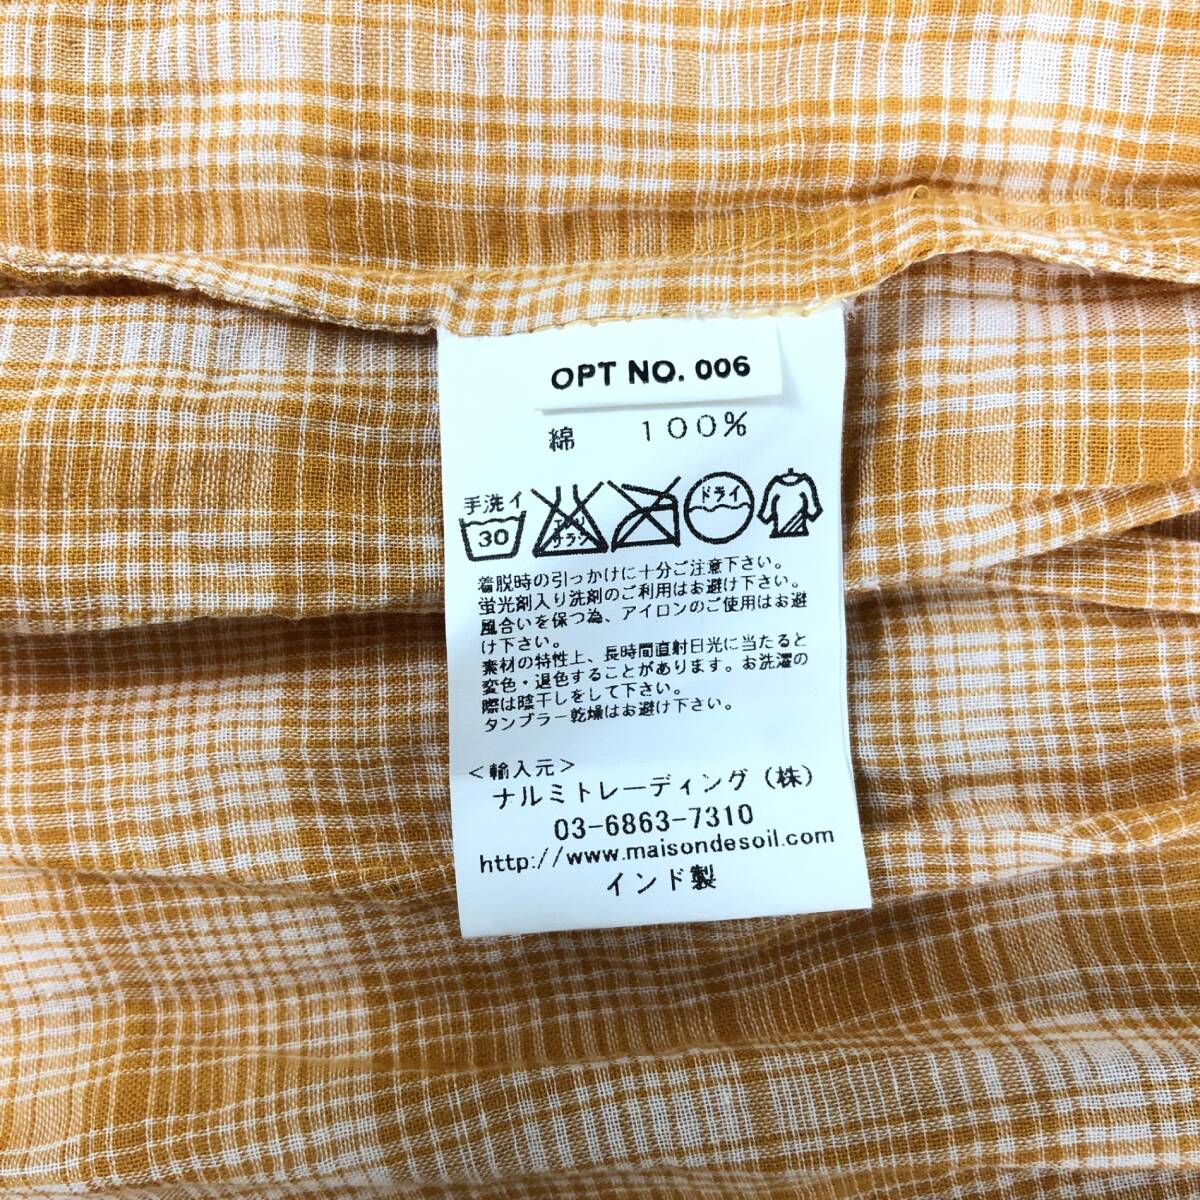 OPT NO. 006
綿 100%
手洗イ
30
エンソ
サラシ
ドライ
着脱時の引っかけに十分ご注意下さい。
蛍光剤入り洗剤のご利用はお避け下さい。
風合いを保つ為、アイロンのご使用はお避
け下さい。
素材の特性上、長時間直射日光に当たると
変色・退色することがあります。お洗濯の
際は陰干しをして下さい。
タンブラー乾燥はお避け下さい。
<輸入元>
ナルミトレーディング(株)
03-6863-7310
http://www.maisondesoil.com
インド製